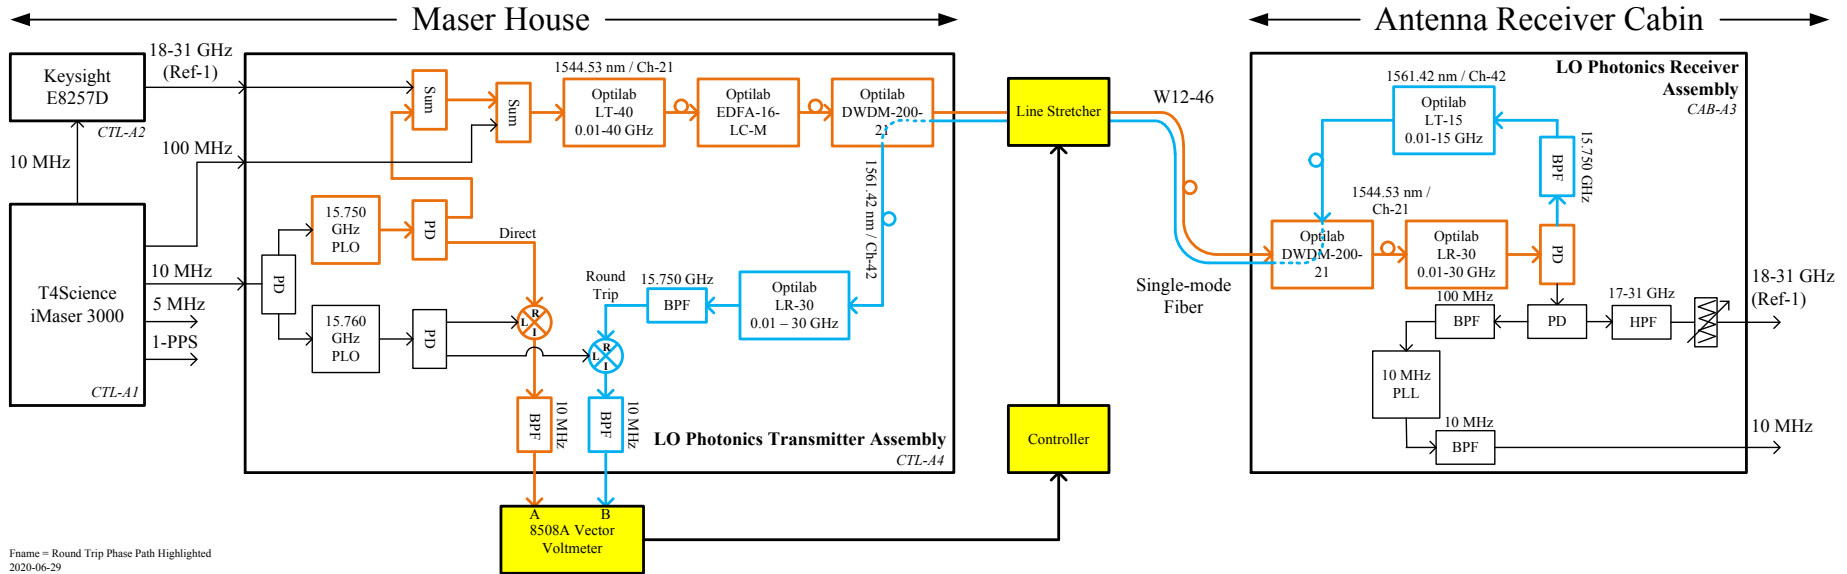 Maser House
Antenna Receiver Cabin
Keysight
E8257D
CTL-A2
18-31 GHz
(Ref-1)
10 MHz
100 MHz
T4Science
iMaser 3000
CTL-A1
10 MHz
5 MHz
1-PPS
Sum
Sum
1544.53 nm / Ch-21
Optilab
LT-40
0.01-40 GHz
Optilab
EDFA-16-
LC-M
Optilab
DWDM-200-
21
1561.42 nm / Ch-42
PD
15.750
GHz
PLO
PD
Direct
15.760
GHz
PLO
PD
L
R
I
Round
Trip
L
R
I
15.750 GHz
BPF
Optilab
LR-30
0.01 – 30 GHz
BPF
10 MHz
BPF
10 MHz
LO Photonics Transmitter Assembly
CTL-A4
A
B
8508A Vector
Voltmeter
Line Stretcher
Controller
W12-46
Single-mode
Fiber
LO Photonics Receiver
Assembly
CAB-A3
1561.42 nm / Ch-42
Optilab
LT-15
0.01-15 GHz
BPF
15.750 GHz
1544.53 nm /
Ch-21
Optilab
DWDM-200-
21
Optilab
LR-30
0.01-30 GHz
PD
100 MHz
BPF
PD
17-31 GHz
HPF
18-31 GHz
(Ref-1)
10 MHz
PLL
10 MHz
BPF
10 MHz
Fname = Round Trip Phase Path Highlighted
2020-06-29